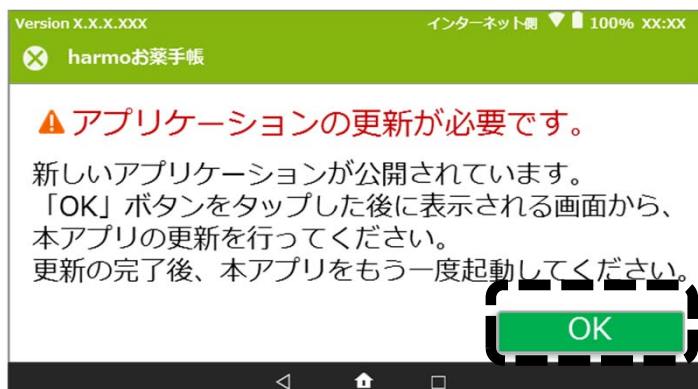 Version X.X.X.XXX インターネット側 100% XX:XX
harmoお薬手帳
アプリケーションの更新が必要です。
新しいアプリケーションが公開されています。
「OK」ボタンをタップした後に表示される画面から、
本アプリの更新を行ってください。
更新の完了後、本アプリをもう一度起動してください。
OK